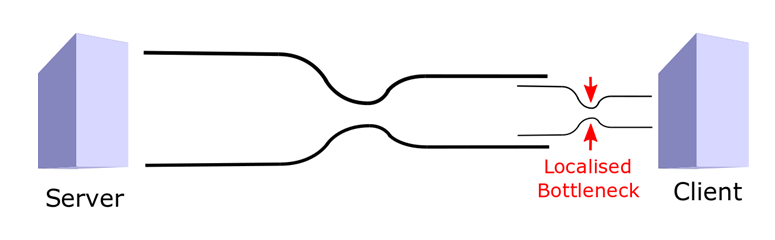 Server
Localised
Bottleneck
Client